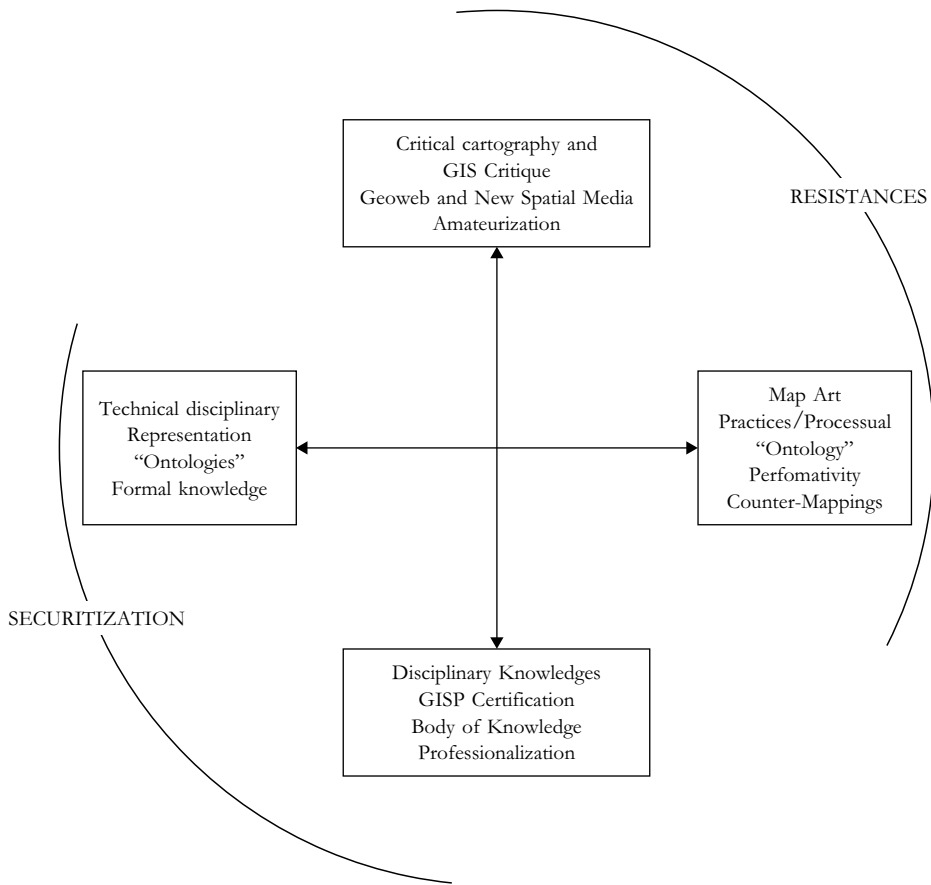 Critical cartography and
GIS Critique
Geoweb and New Spatial Media
Amateurization
RESISTANCES
Technical disciplinary
Representation
“Ontologies”
Formal knowledge
Map Art
Practices/Processual
“Ontology”
Perfomativity
Counter-Mappings
SECURITIZATION
Disciplinary Knowledges
GISP Certification
Body of Knowledge
Professionalization